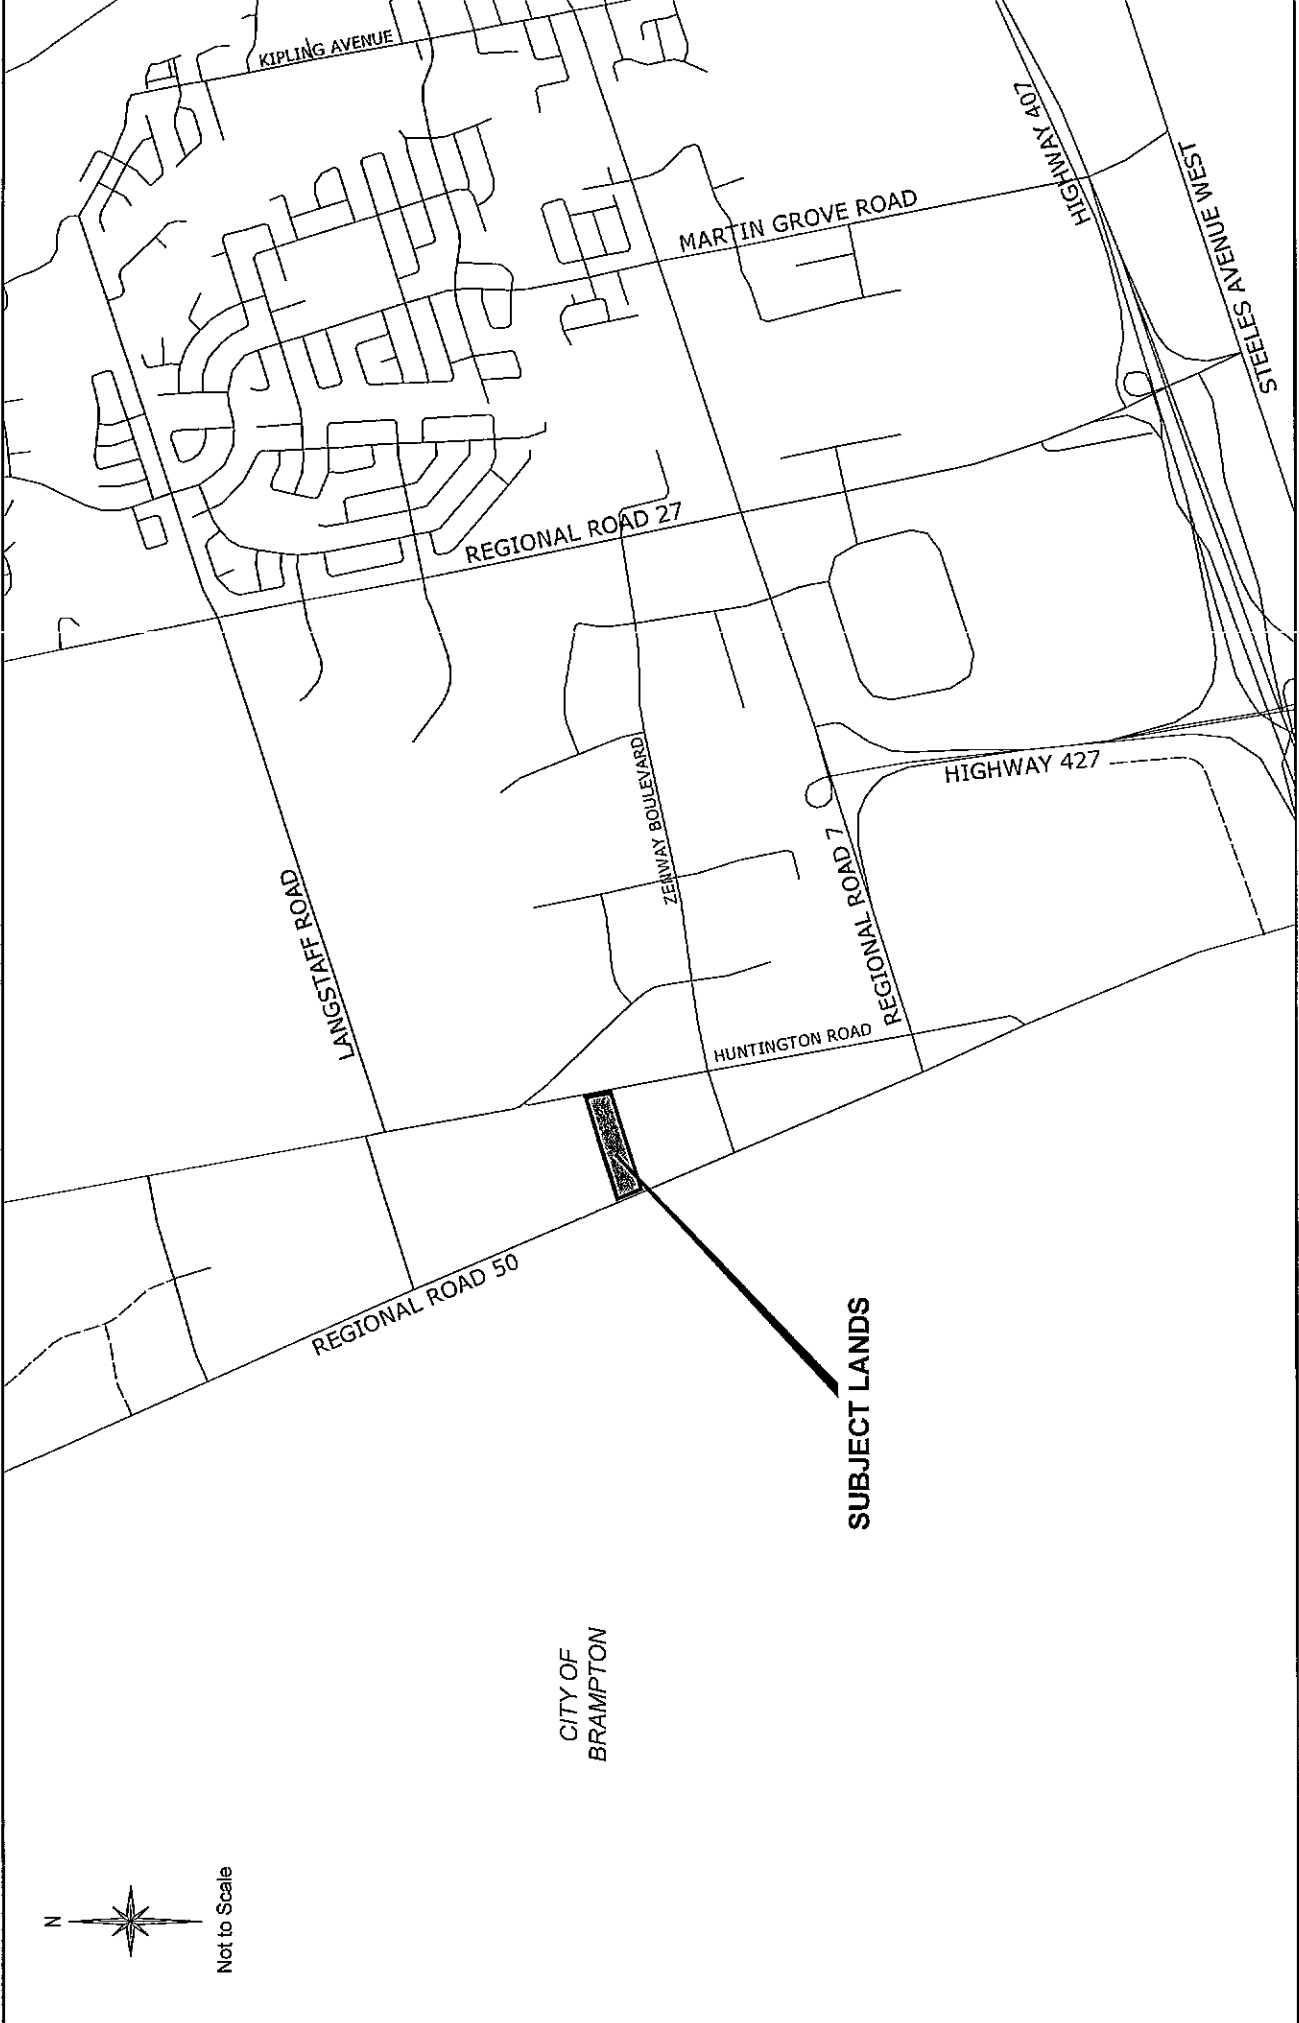 KIPLING AVENUE
HIGHWAY 407
STEELES AVENUE WEST
MARTIN GROVE ROAD
REGIONAL ROAD 27
HIGHWAY 427
ZENWAY BOULEVARD
REGIONAL ROAD 7
LANGSTAFF ROAD
HUNTINGTON ROAD
REGIONAL ROAD 50
SUBJECT LANDS
CITY OF
BRAMPTON
N
Not to Scale